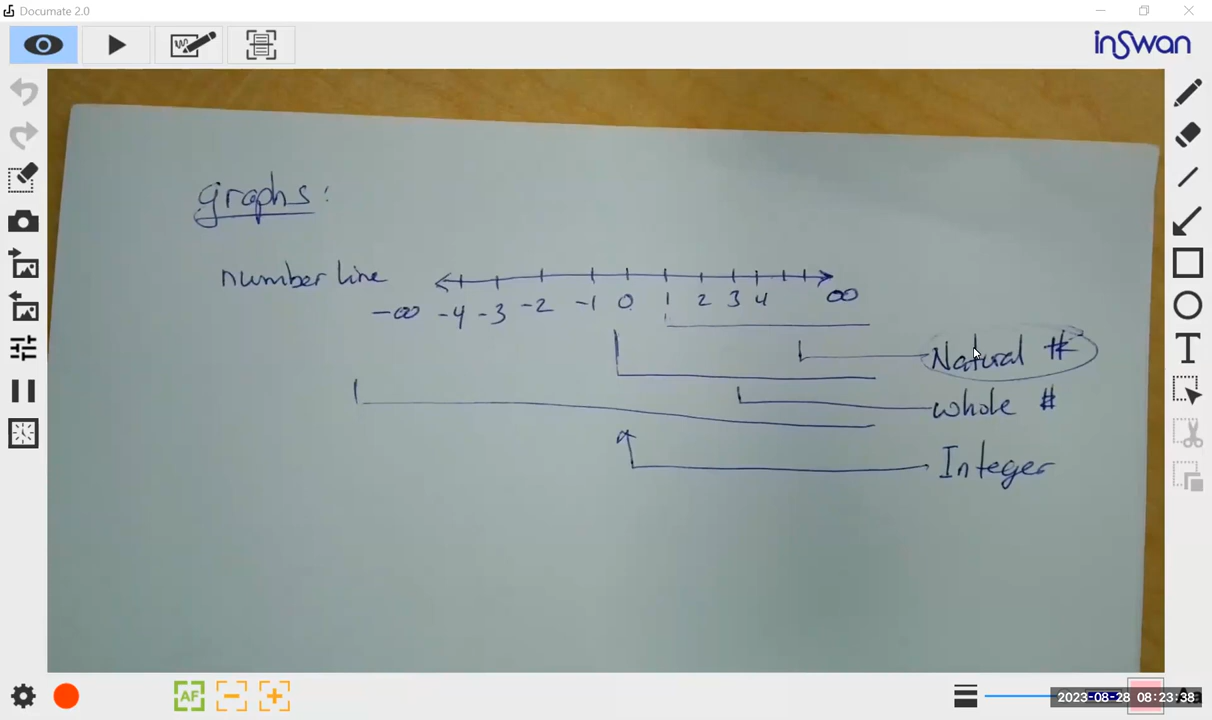 Documate 2.0
inSwan
graphs:
number line
-∞ -4 -3 -2 -1 0 1 2 3 4 ∞
Natural #
whole #
Integer
T
AF
2023-08-28 08:23:38